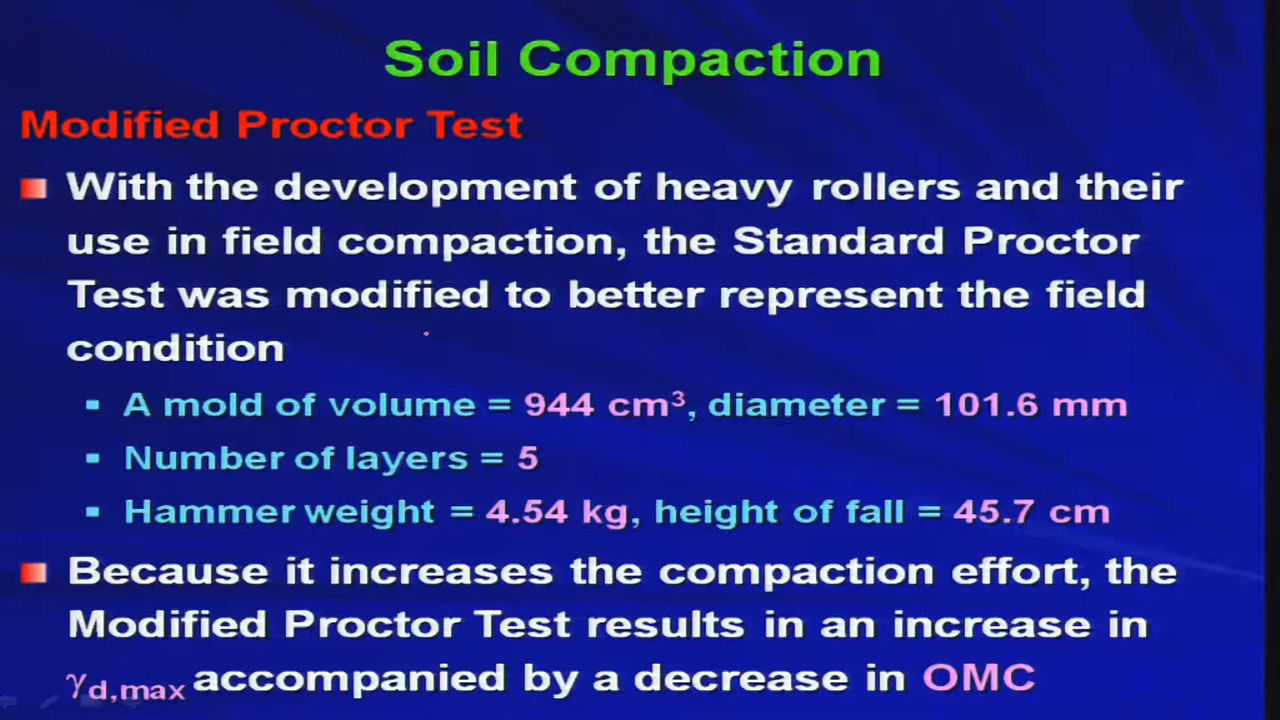 Soil Compaction
Modified Proctor Test
With the development of heavy rollers and their
use in field compaction, the Standard Proctor
Test was modified to better represent the field
condition
A mold of volume = 944 cm³, diameter = 101.6 mm
Number of layers = 5
Hammer weight = 4.54 kg, height of fall = 45.7 cm
Because it increases the compaction effort, the
Modified Proctor Test results in an increase in
γd,max accompanied by a decrease in OMC